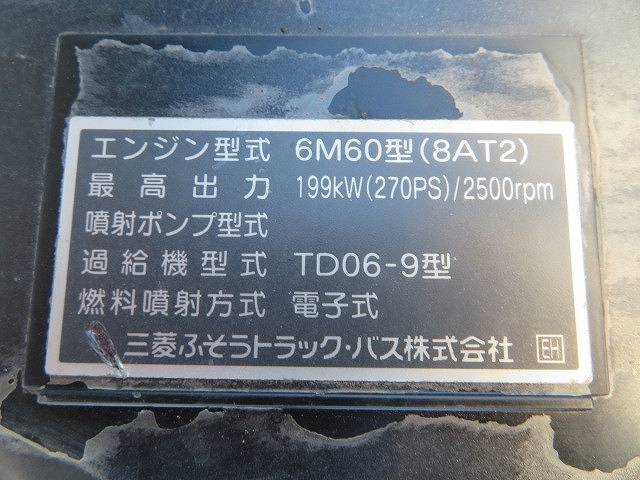 エンジン型式 6M60型(8AT2)
最高出力 199kW(270PS)/2500rpm
噴射ポンプ型式
過給機型式 TD06-9型
燃料噴射方式 電子式
三菱ふそうトラック・バス株式会社 EH